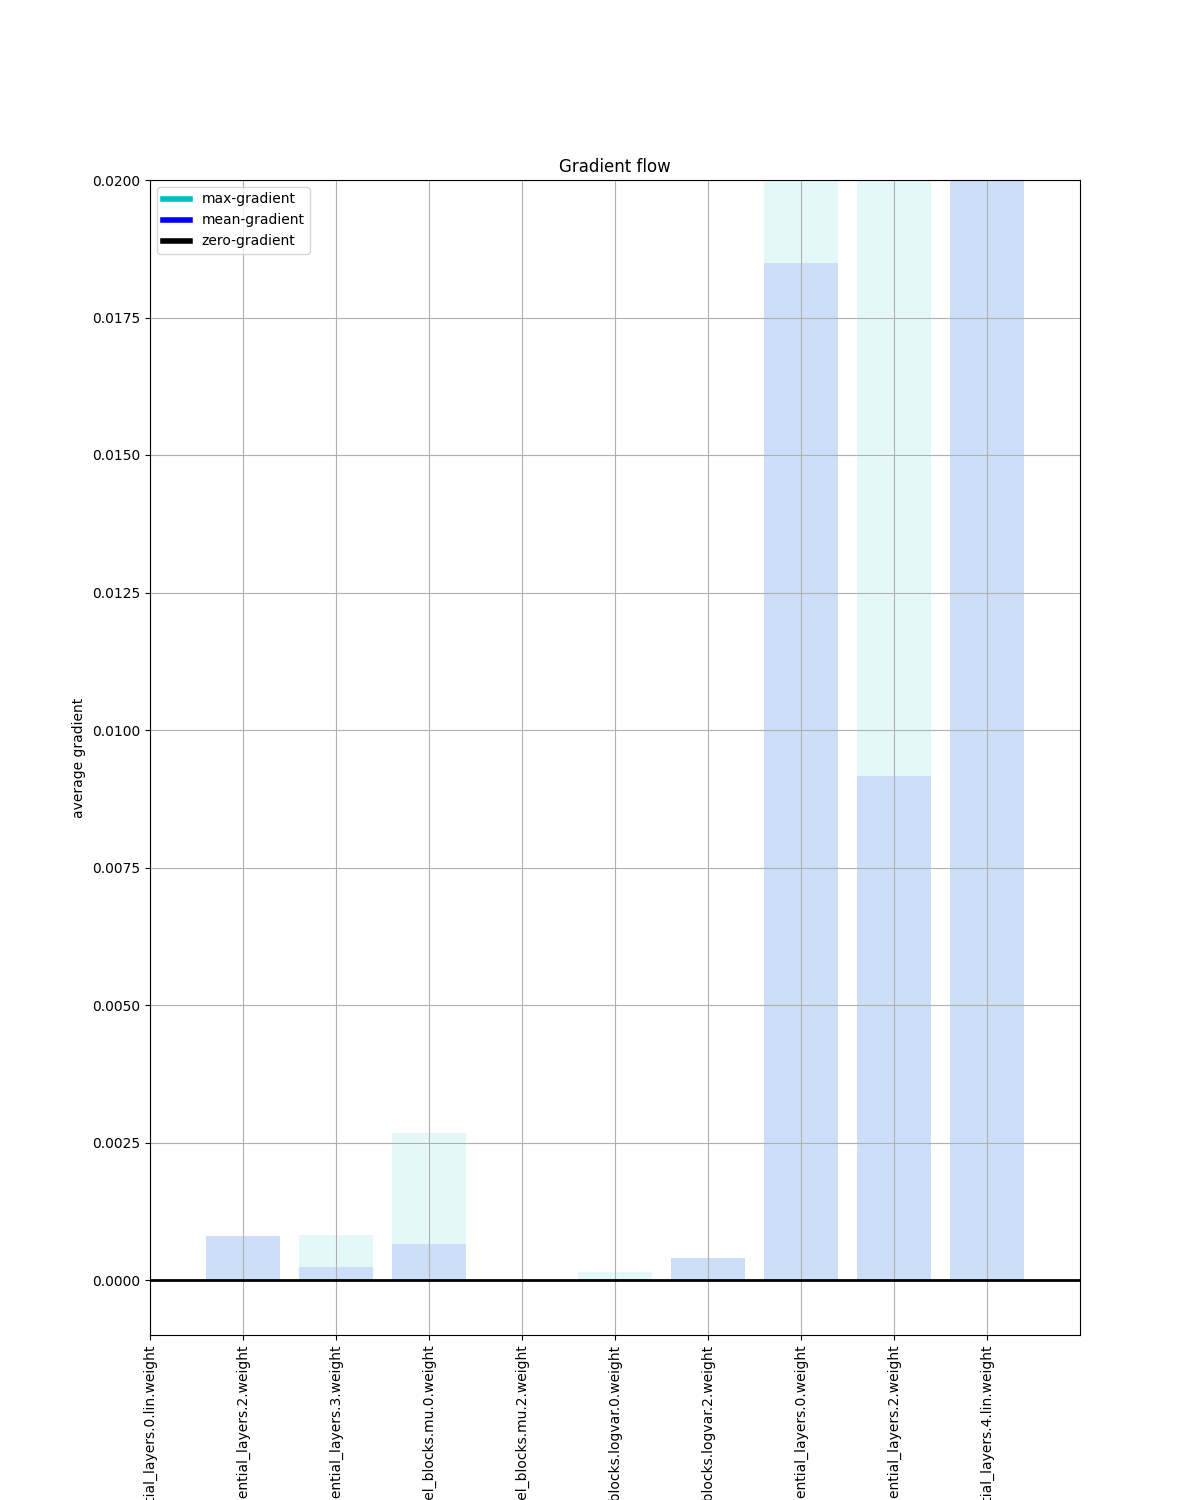 Gradient flow
max-gradient
mean-gradient
zero-gradient
average gradient
0.0200
0.0175
0.0150
0.0125
0.0100
0.0075
0.0050
0.0025
0.0000
tial_layers.0.lin.weight
ential_layers.2.weight
ential_layers.3.weight
el_blocks.mu.0.weight
el_blocks.mu.2.weight
blocks.logvar.0.weight
blocks.logvar.2.weight
ential_layers.0.weight
ential_layers.2.weight
tial_layers.4.lin.weight